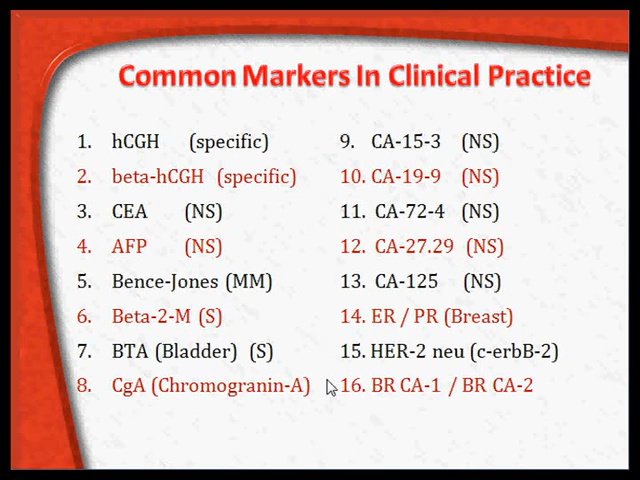 Common Markers In Clinical Practice
1. hCGH (specific)
2. beta-hCGH (specific)
3. CEA (NS)
4. AFP (NS)
5. Bence-Jones (MM)
6. Beta-2-M (S)
7. BTA (Bladder) (S)
8. CgA (Chromogranin-A)
9. CA-15-3 (NS)
10. CA-19-9 (NS)
11. CA-72-4 (NS)
12. CA-27.29 (NS)
13. CA-125 (NS)
14. ER / PR (Breast)
15. HER-2 neu (c-erbB-2)
16. BR CA-1 / BR CA-2